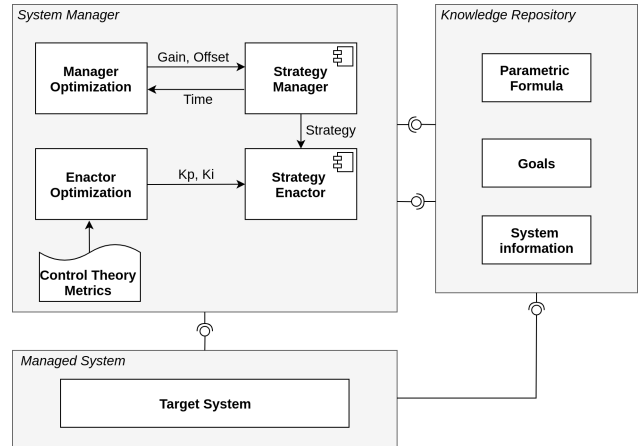 System Manager
Manager
Optimization
Gain, Offset
Time
Strategy
Manager
Strategy
Enactor
Optimization
Kp, Ki
Strategy
Enactor
Control Theory
Metrics
Knowledge Repository
Parametric
Formula
Goals
System
information
Managed System
Target System